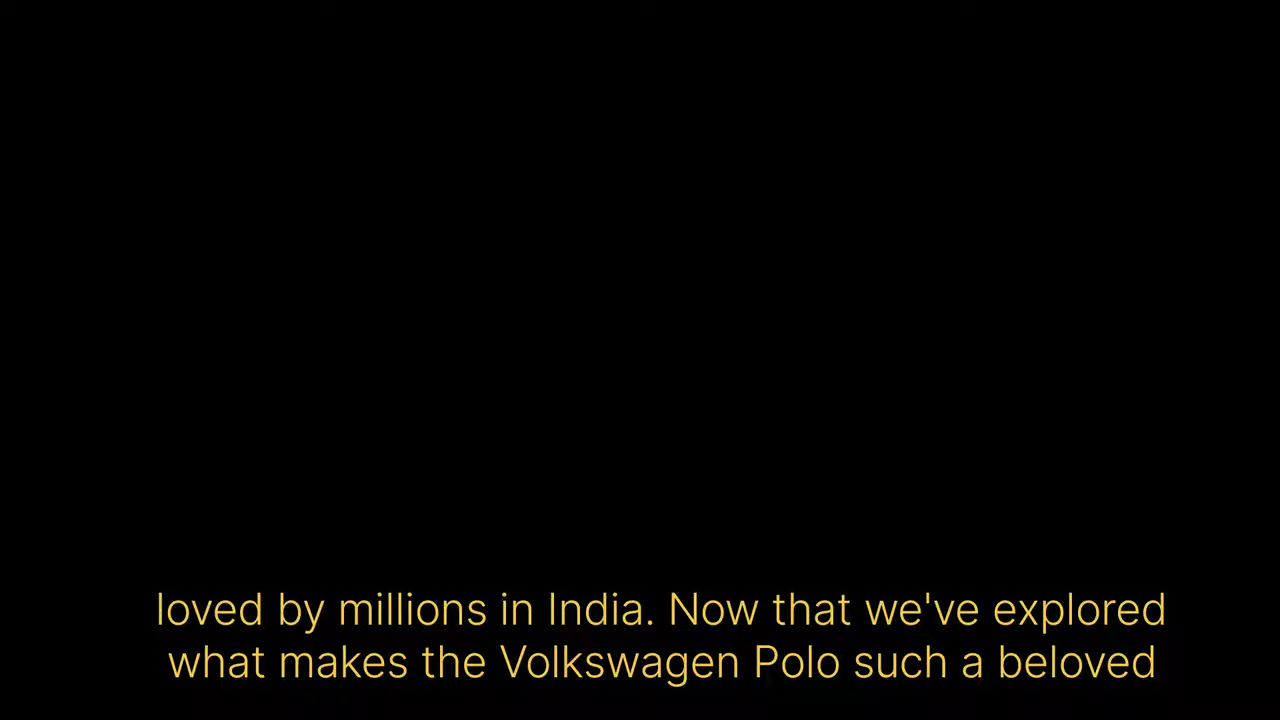 loved by millions in India. Now that we've explored
what makes the Volkswagen Polo such a beloved